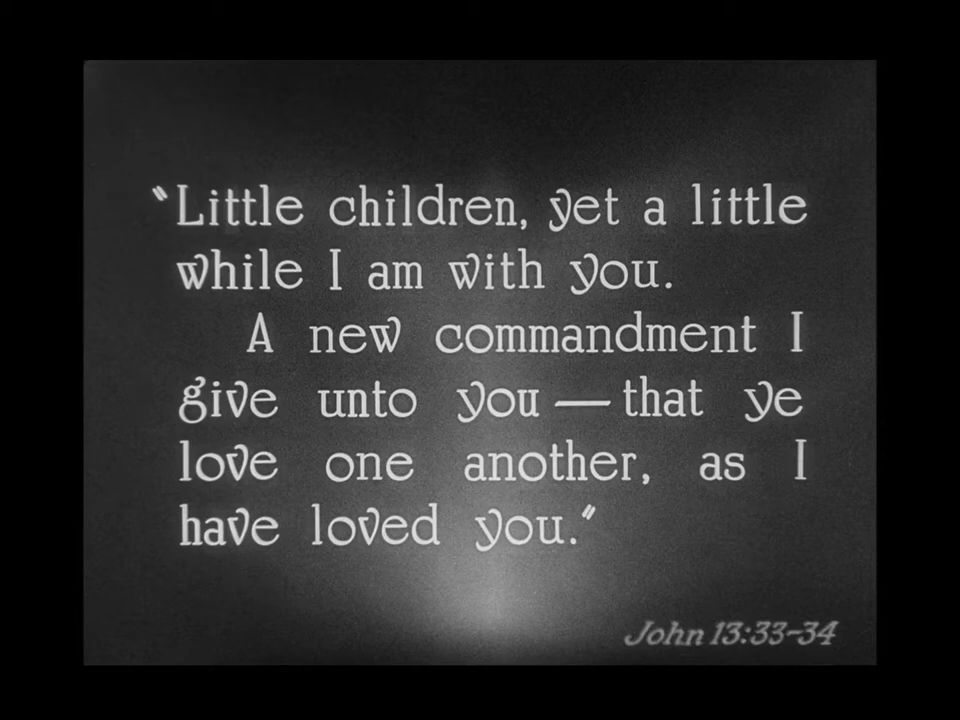 "Little children, yet a little
while I am with you.
A new commandment I
give unto you — that ye
love one another, as I
have loved you."
John 13:33-34